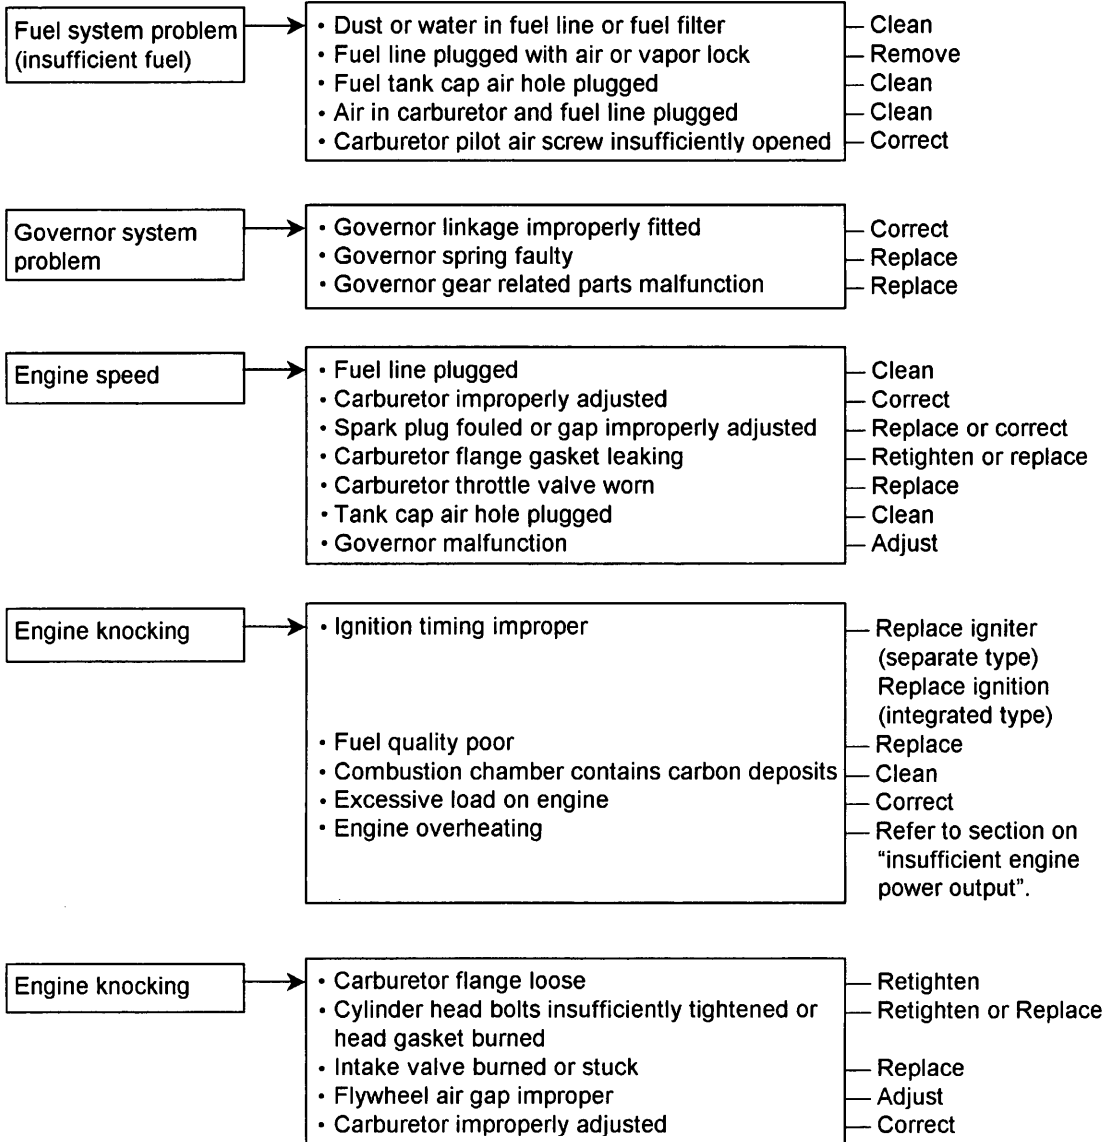 Fuel system problem
(insufficient fuel)
• Dust or water in fuel line or fuel filter — Clean
• Fuel line plugged with air or vapor lock — Remove
• Fuel tank cap air hole plugged — Clean
• Air in carburetor and fuel line plugged — Clean
• Carburetor pilot air screw insufficiently opened — Correct
Governor system
problem
• Governor linkage improperly fitted — Correct
• Governor spring faulty — Replace
• Governor gear related parts malfunction — Replace
Engine speed
• Fuel line plugged — Clean
• Carburetor improperly adjusted — Correct
• Spark plug fouled or gap improperly adjusted — Replace or correct
• Carburetor flange gasket leaking — Retighten or replace
• Carburetor throttle valve worn — Replace
• Tank cap air hole plugged — Clean
• Governor malfunction — Adjust
Engine knocking
• Ignition timing improper — Replace igniter
(separate type)
Replace ignition
(integrated type)
• Fuel quality poor — Replace
• Combustion chamber contains carbon deposits — Clean
• Excessive load on engine — Correct
• Engine overheating — Refer to section on
“insufficient engine
power output”.
Engine knocking
• Carburetor flange loose — Retighten
• Cylinder head bolts insufficiently tightened or — Retighten or Replace
head gasket burned
• Intake valve burned or stuck — Replace
• Flywheel air gap improper — Adjust
• Carburetor improperly adjusted — Correct